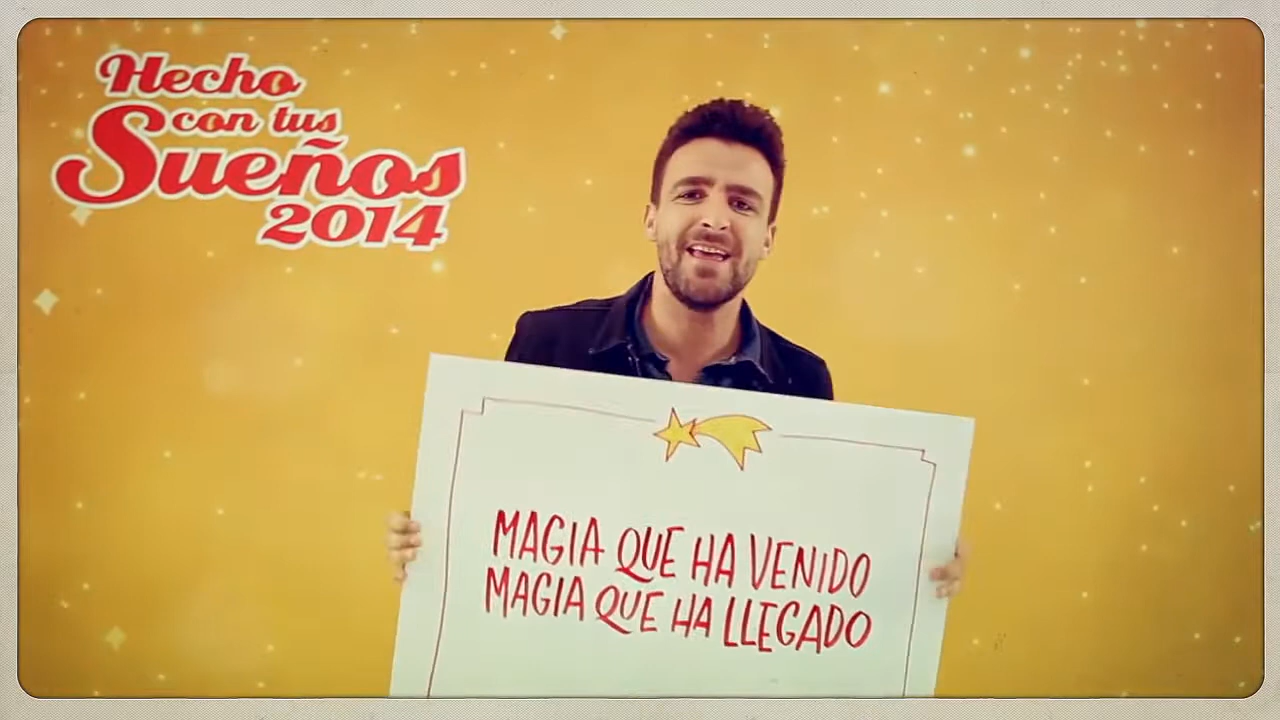 Hecho
con tus
Sueños
2014
MAGIA QUE HA VENIDO
MAGIA QUE HA LLEGADO